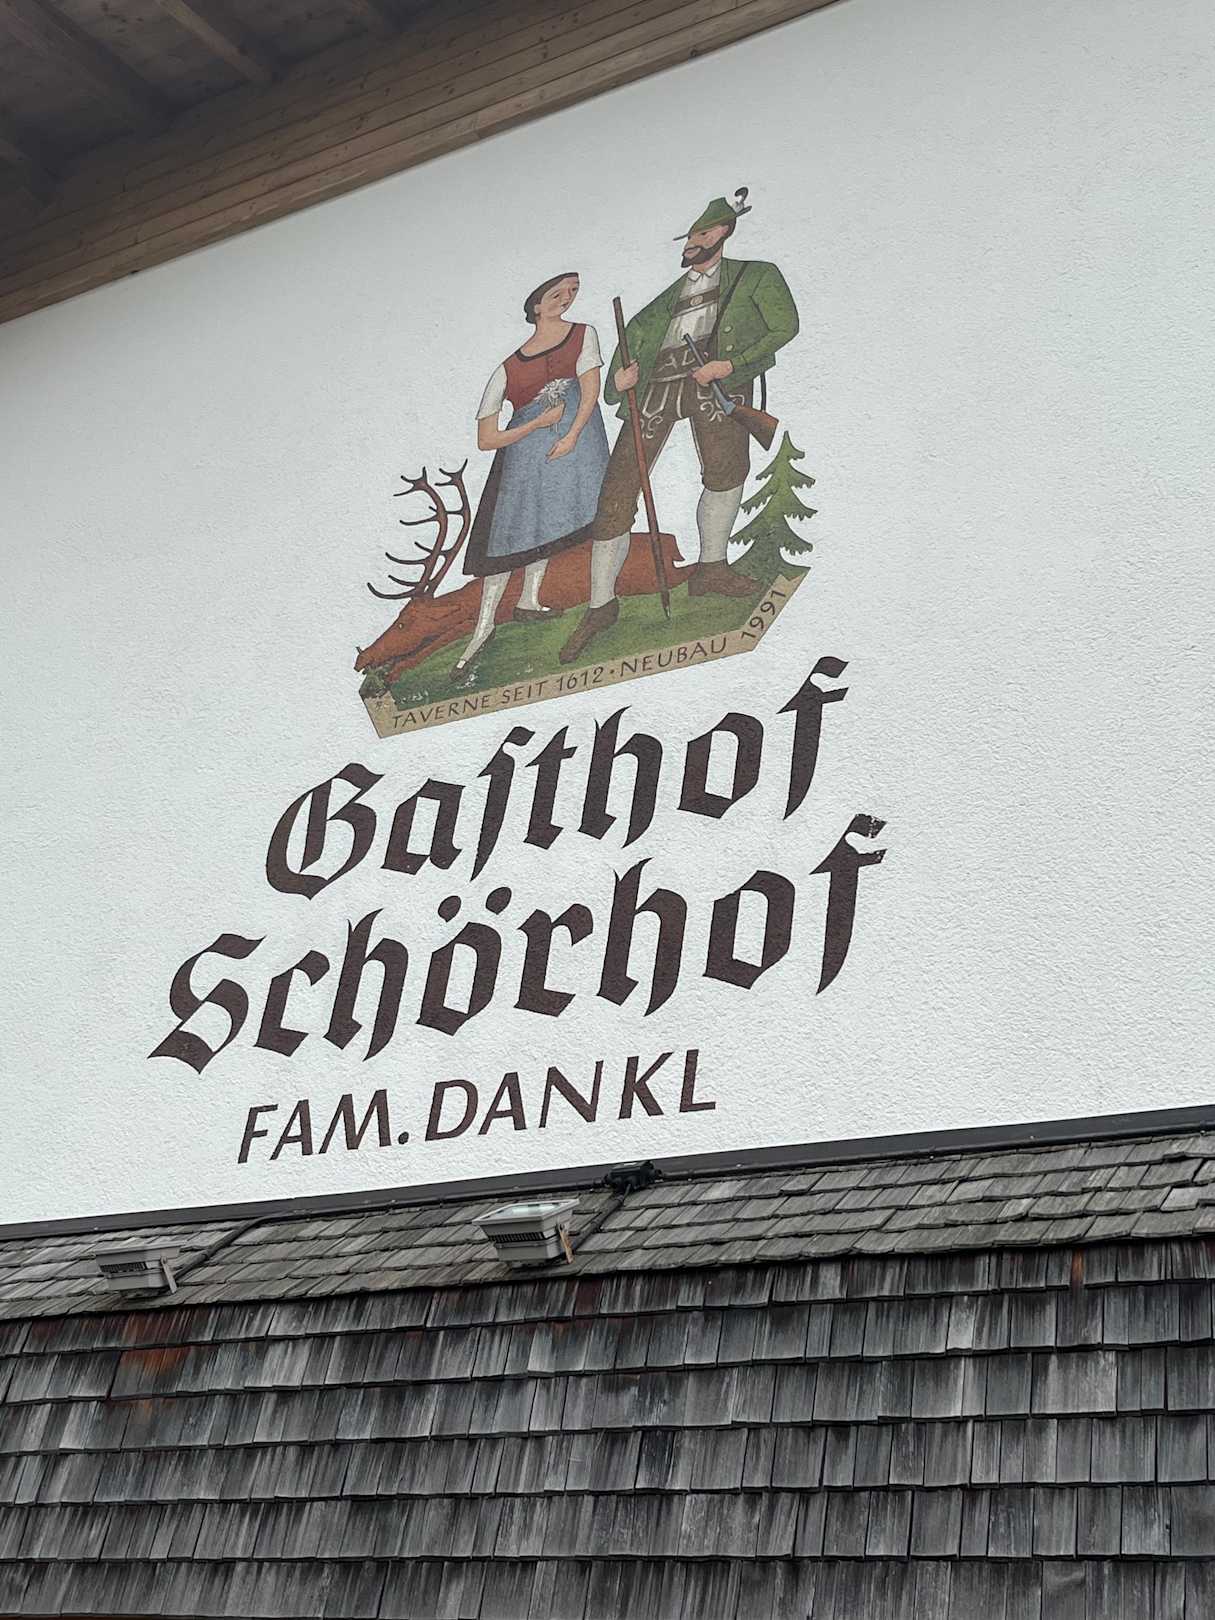 TAVERNE SEIT 1612 · NEUBAU 1991
Gaſthof
Schörhof
FAM. DANKL